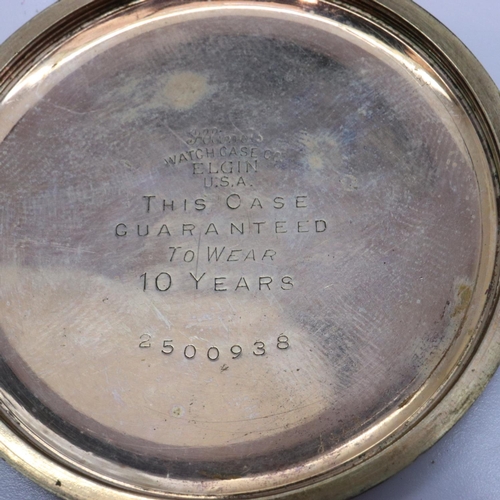 WATCH CASE CO.
ELGIN
U.S.A.
THIS CASE
GUARANTEED
TO WEAR
10 YEARS
2500938